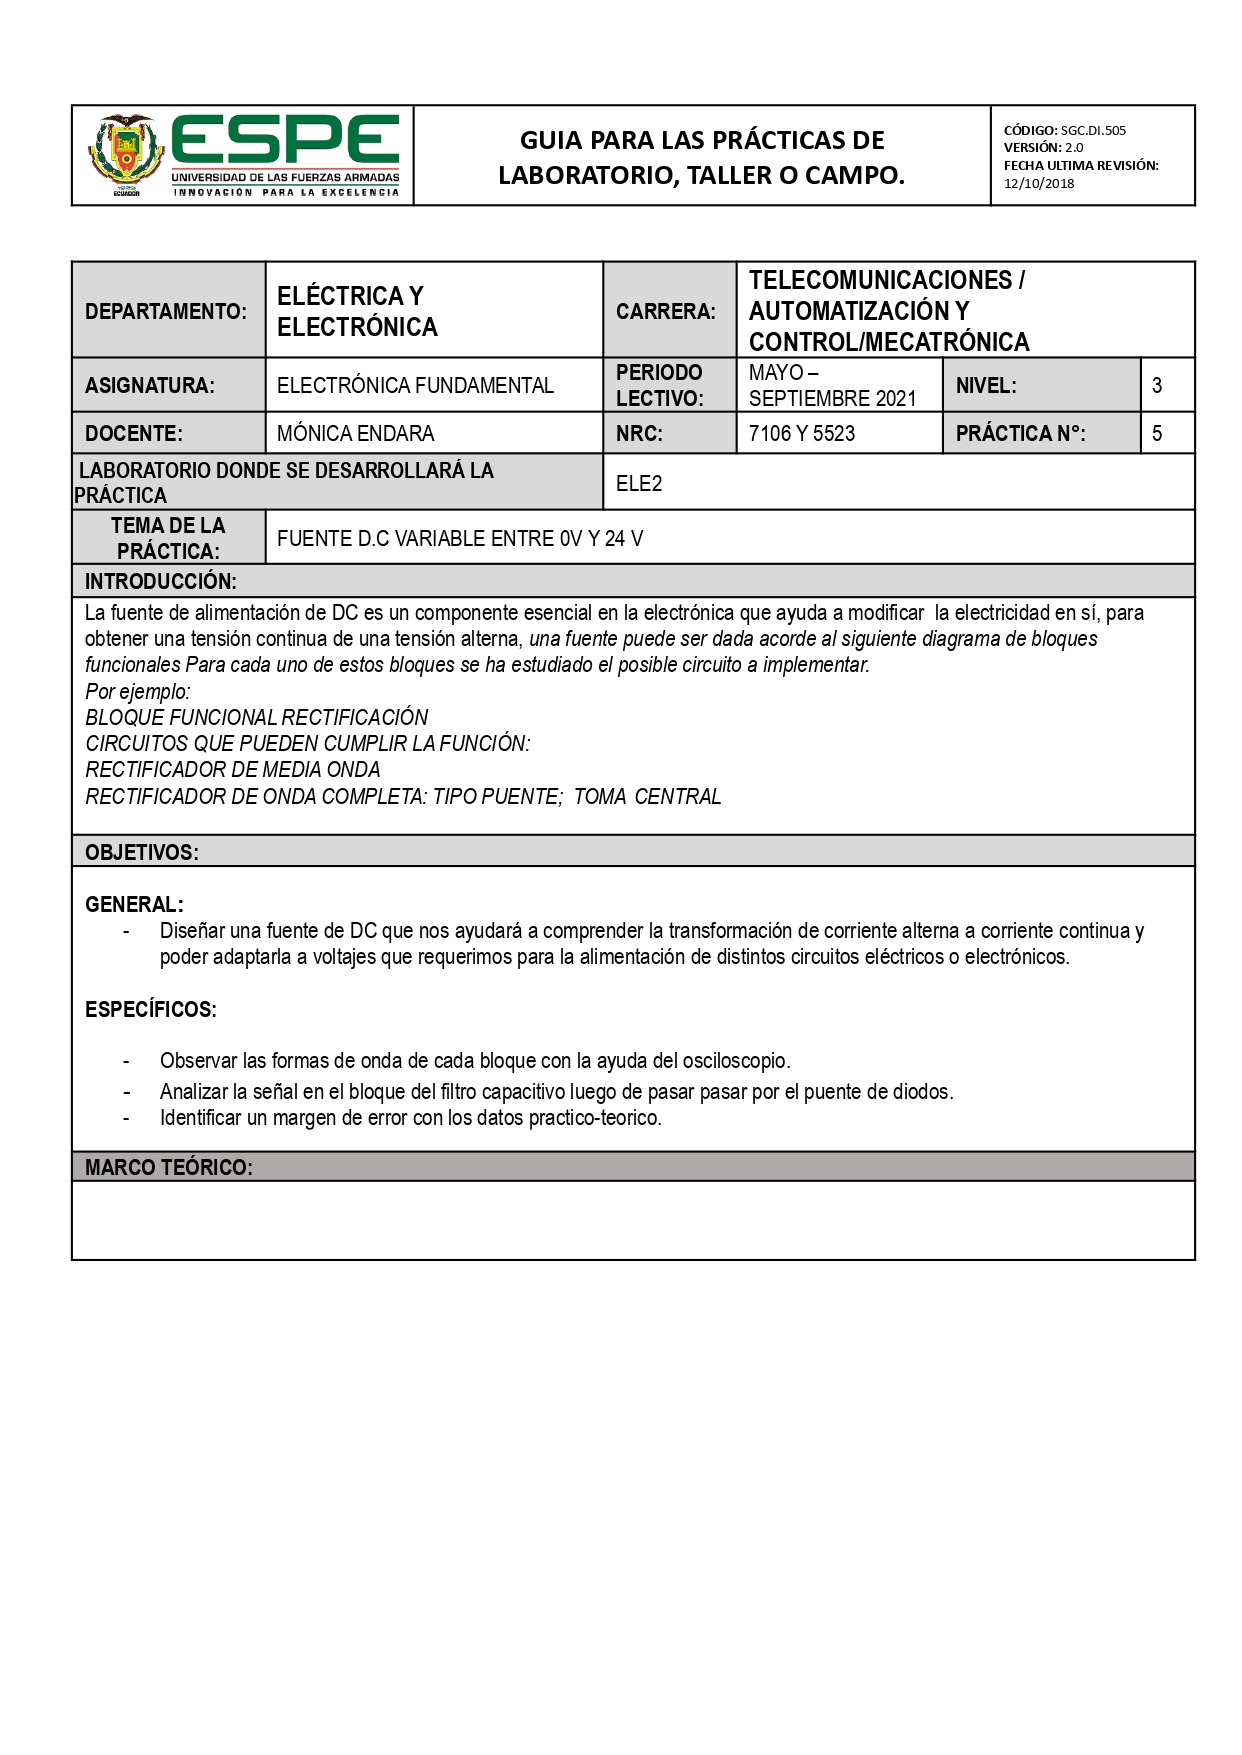 ESPE
UNIVERSIDAD DE LAS FUERZAS ARMADAS
INNOVACIÓN PARA LA EXCELENCIA
ECUADOR
GUIA PARA LAS PRÁCTICAS DE
LABORATORIO, TALLER O CAMPO.
CÓDIGO: SGC.DI.505
VERSIÓN: 2.0
FECHA ULTIMA REVISIÓN:
12/10/2018
DEPARTAMENTO:
ELÉCTRICA Y
ELECTRÓNICA
CARRERA:
TELECOMUNICACIONES /
AUTOMATIZACIÓN Y
CONTROL/MECATRÓNICA
ASIGNATURA:
ELECTRÓNICA FUNDAMENTAL
PERIODO
LECTIVO:
MAYO –
SEPTIEMBRE 2021
NIVEL:
3
DOCENTE:
MÓNICA ENDARA
NRC:
7106 Y 5523
PRÁCTICA N°:
5
LABORATORIO DONDE SE DESARROLLARÁ LA
PRÁCTICA
ELE2
TEMA DE LA
PRÁCTICA:
FUENTE D.C VARIABLE ENTRE 0V Y 24 V
INTRODUCCIÓN:
La fuente de alimentación de DC es un componente esencial en la electrónica que ayuda a modificar la electricidad en sí, para
obtener una tensión continua de una tensión alterna, una fuente puede ser dada acorde al siguiente diagrama de bloques
funcionales Para cada uno de estos bloques se ha estudiado el posible circuito a implementar.
Por ejemplo:
BLOQUE FUNCIONAL RECTIFICACIÓN
CIRCUITOS QUE PUEDEN CUMPLIR LA FUNCIÓN:
RECTIFICADOR DE MEDIA ONDA
RECTIFICADOR DE ONDA COMPLETA: TIPO PUENTE; TOMA CENTRAL
OBJETIVOS:
GENERAL:
- Diseñar una fuente de DC que nos ayudará a comprender la transformación de corriente alterna a corriente continua y
poder adaptarla a voltajes que requerimos para la alimentación de distintos circuitos eléctricos o electrónicos.
ESPECÍFICOS:
- Observar las formas de onda de cada bloque con la ayuda del osciloscopio.
- Analizar la señal en el bloque del filtro capacitivo luego de pasar pasar por el puente de diodos.
- Identificar un margen de error con los datos practico-teorico.
MARCO TEÓRICO: